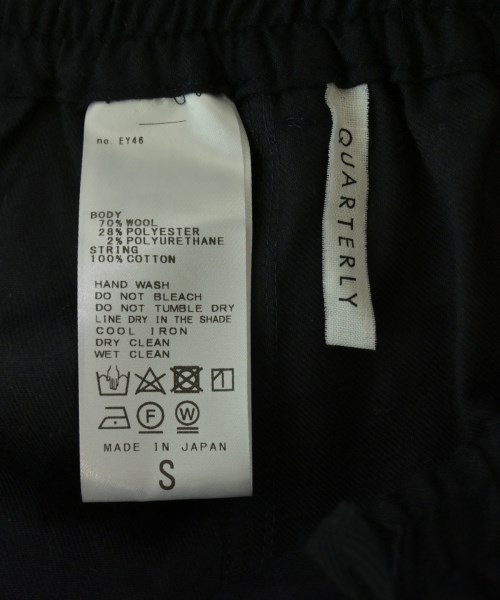 no. EY46
BODY
70% WOOL
28% POLYESTER
2% POLYURETHANE
STRING
100% COTTON
HAND WASH
DO NOT BLEACH
DO NOT TUMBLE DRY
LINE DRY IN THE SHADE
COOL IRON
DRY CLEAN
WET CLEAN
F
W
MADE IN JAPAN
S
QUARTERLY